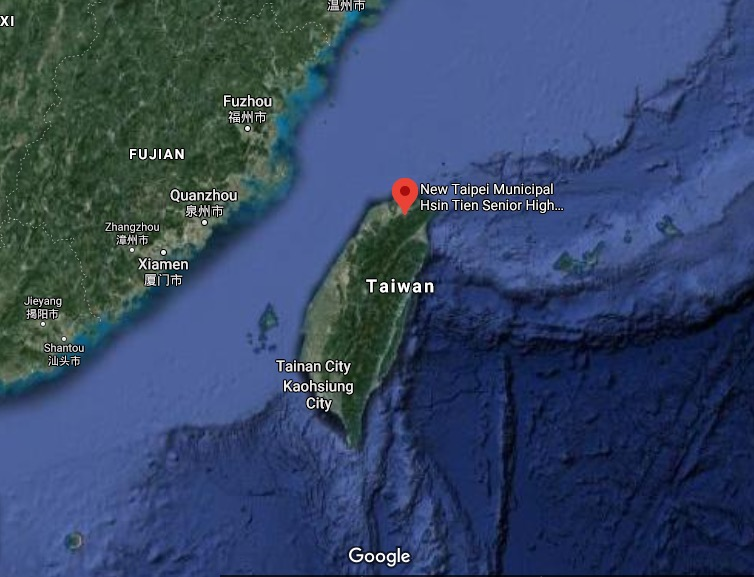 XI
温州市
Fuzhou
福州市
FUJIAN
New Taipei Municipal
Hsin Tien Senior High...
Quanzhou
泉州市
Zhangzhou
漳州市
Xiamen
厦门市
Taiwan
Jieyang
揭阳市
Shantou
汕头市
Tainan City
Kaohsiung
City
Google